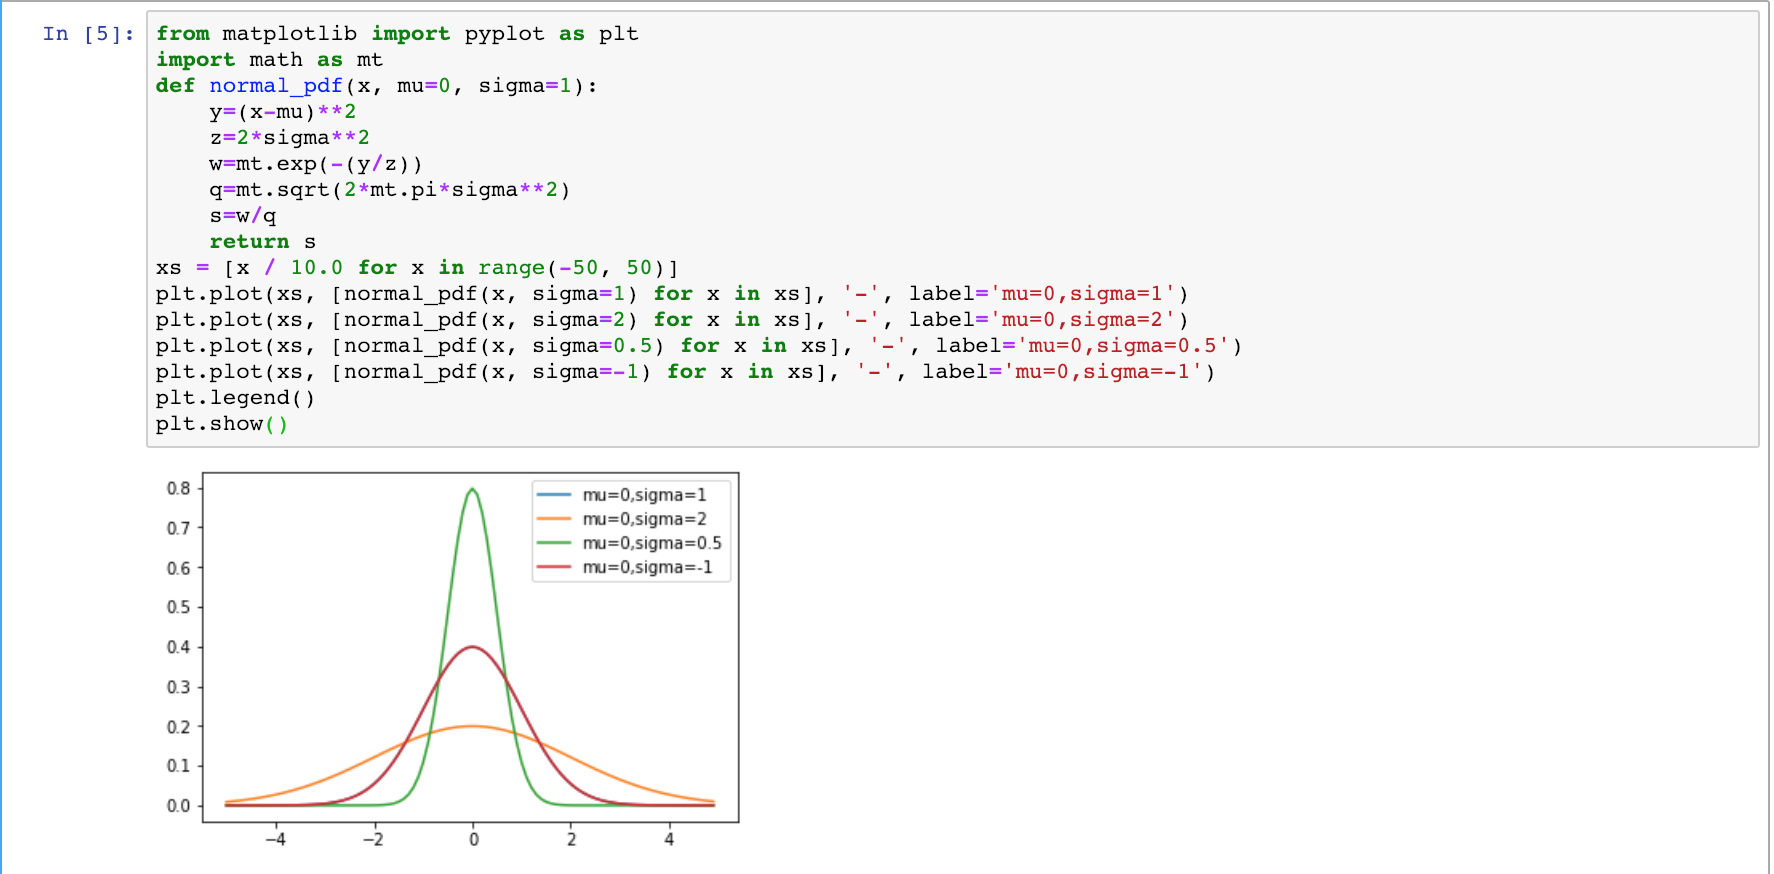 In [5]:
from matplotlib import pyplot as plt
import math as mt
def normal_pdf(x, mu=0, sigma=1):
    y=(x-mu)**2
    z=2*sigma**2
    w=mt.exp(-(y/z))
    q=mt.sqrt(2*mt.pi*sigma**2)
    s=w/q
    return s
xs = [x / 10.0 for x in range(-50, 50)]
plt.plot(xs, [normal_pdf(x, sigma=1) for x in xs], '-', label='mu=0,sigma=1')
plt.plot(xs, [normal_pdf(x, sigma=2) for x in xs], '-', label='mu=0,sigma=2')
plt.plot(xs, [normal_pdf(x, sigma=0.5) for x in xs], '-', label='mu=0,sigma=0.5')
plt.plot(xs, [normal_pdf(x, sigma=-1) for x in xs], '-', label='mu=0,sigma=-1')
plt.legend()
plt.show()
0.8
0.7
0.6
0.5
0.4
0.3
0.2
0.1
0.0
mu=0,sigma=1
mu=0,sigma=2
mu=0,sigma=0.5
mu=0,sigma=-1
−4 −2 0 2 4